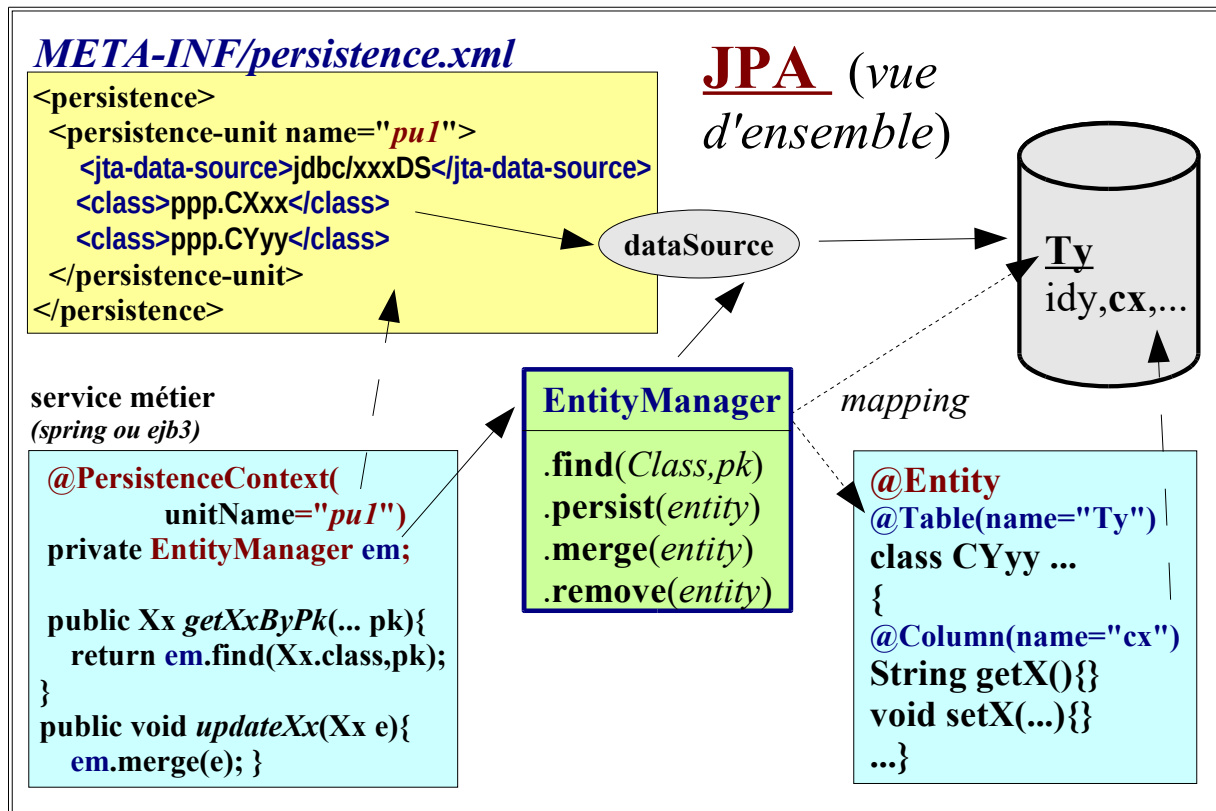 META-INF/persistence.xml
<persistence>
<persistence-unit name="pu1">
<jta-data-source>jdbc/xxxDS</jta-data-source>
<class>ppp.CXxx</class>
<class>ppp.CYyy</class>
</persistence-unit>
</persistence>
JPA (vue
d'ensemble)
dataSource
Ty
idy,cx,...
service métier
(spring ou ejb3)
@PersistenceContext(
unitName="pu1")
private EntityManager em;
public Xx getXxByPk(... pk){
return em.find(Xx.class,pk);
}
public void updateXx(Xx e){
em.merge(e); }
EntityManager
.find(Class,pk)
.persist(entity)
.merge(entity)
.remove(entity)
mapping
@Entity
@Table(name="Ty")
class CYyy ...
{
@Column(name="cx")
String getX(){}
void setX(...){}
...}